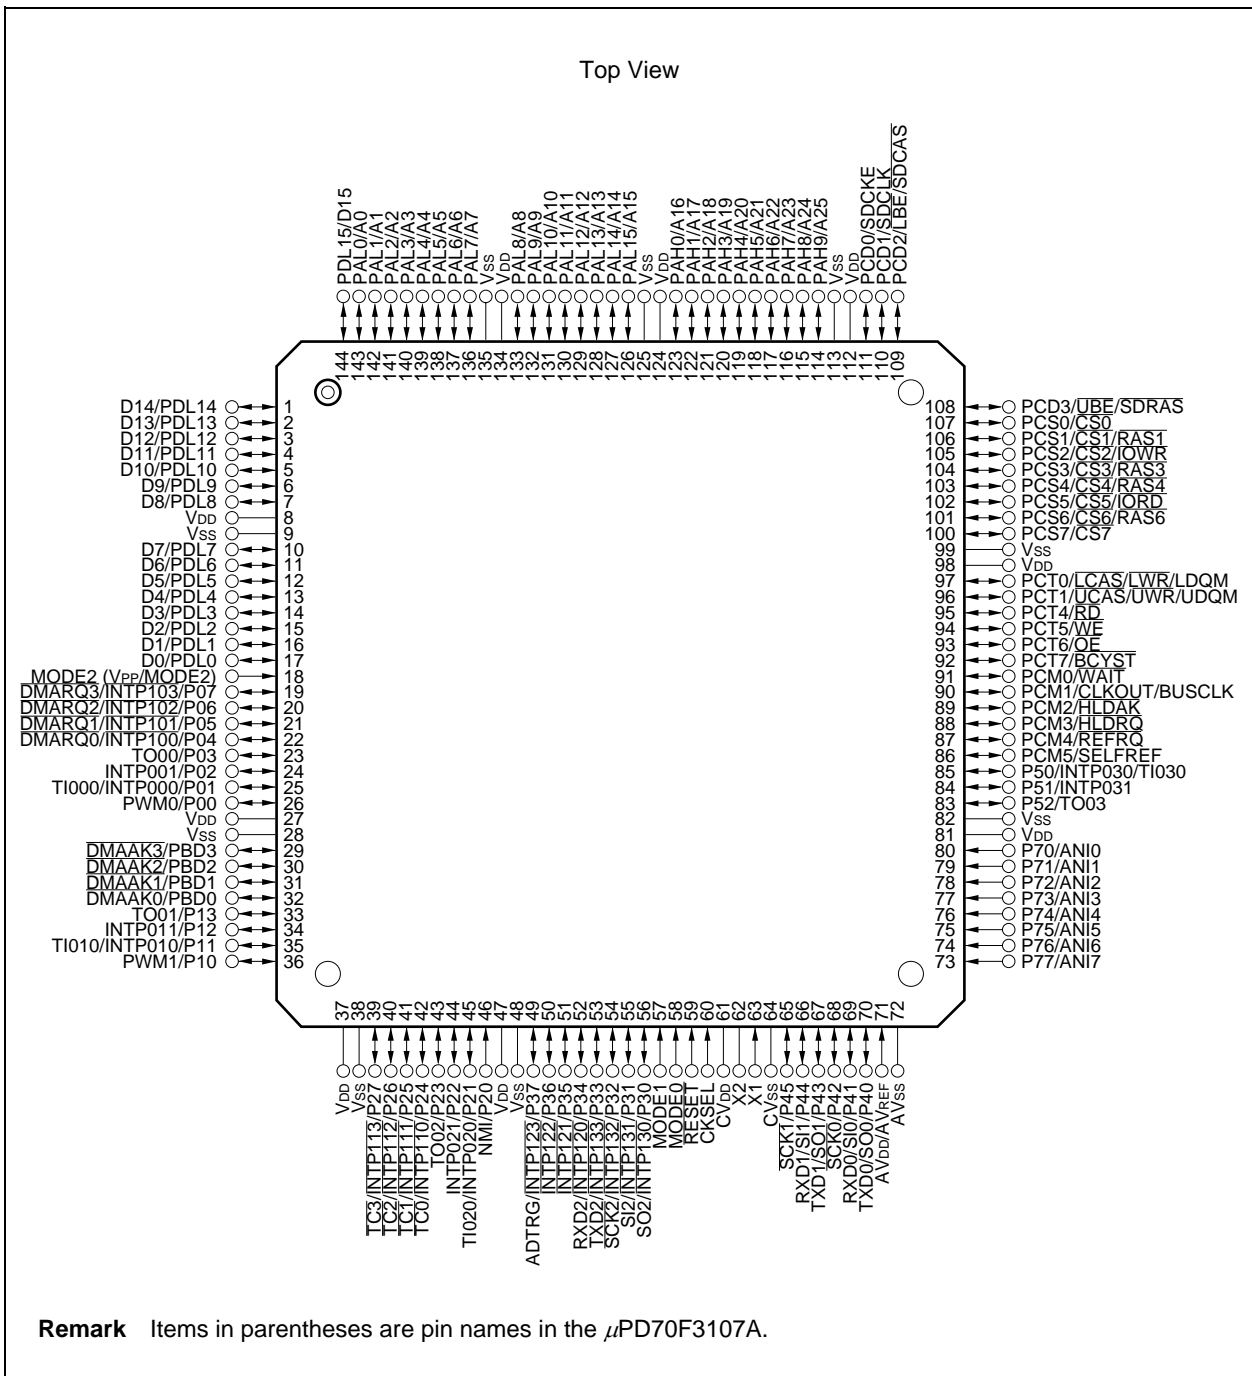 Top View
PDL15/D15
PAL0/A0
PAL1/A1
PAL2/A2
PAL3/A3
PAL4/A4
PAL5/A5
PAL6/A6
PAL7/A7
VSS
VDD
PAL8/A8
PAL9/A9
PAL10/A10
PAL11/A11
PAL12/A12
PAL13/A13
PAL14/A14
PAL15/A15
VSS
VDD
PAH0/A16
PAH1/A17
PAH2/A18
PAH3/A19
PAH4/A20
PAH5/A21
PAH6/A22
PAH7/A23
PAH8/A24
PAH9/A25
VSS
VDD
PCD0/SDCKE
PCD1/SDCLK
PCD2/LBE/SDCAS
144
143
142
141
140
139
138
137
136
135
134
133
132
131
130
129
128
127
126
125
124
123
122
121
120
119
118
117
116
115
114
113
112
111
110
109
D14/PDL14 1
D13/PDL13 2
D12/PDL12 3
D11/PDL11 4
D10/PDL10 5
D9/PDL9 6
D8/PDL8 7
VDD 8
VSS 9
D7/PDL7 10
D6/PDL6 11
D5/PDL5 12
D4/PDL4 13
D3/PDL3 14
D2/PDL2 15
D1/PDL1 16
D0/PDL0 17
MODE2 (VPP/MODE2) 18
DMARQ3/INTP103/P07 19
DMARQ2/INTP102/P06 20
DMARQ1/INTP101/P05 21
DMARQ0/INTP100/P04 22
TO00/P03 23
INTP001/P02 24
TI000/INTP000/P01 25
PWM0/P00 26
VDD 27
VSS 28
DMAAK3/PBD3 29
DMAAK2/PBD2 30
DMAAK1/PBD1 31
DMAAK0/PBD0 32
TO01/P13 33
INTP011/P12 34
TI010/INTP010/P11 35
PWM1/P10 36
108 PCD3/UBE/SDRAS
107 PCS0/CS0
106 PCS1/CS1/RAS1
105 PCS2/CS2/IOWR
104 PCS3/CS3/RAS3
103 PCS4/CS4/RAS4
102 PCS5/CS5/IORD
101 PCS6/CS6/RAS6
100 PCS7/CS7
99 VSS
98 VDD
97 PCT0/LCAS/LWR/LDQM
96 PCT1/UCAS/UWR/UDQM
95 PCT4/RD
94 PCT5/WE
93 PCT6/OE
92 PCT7/BCYST
91 PCM0/WAIT
90 PCM1/CLKOUT/BUSCLK
89 PCM2/HLDAK
88 PCM3/HLDRQ
87 PCM4/REFRQ
86 PCM5/SELFREF
85 P50/INTP030/TI030
84 P51/INTP031
83 P52/TO03
82 VSS
81 VDD
80 P70/ANI0
79 P71/ANI1
78 P72/ANI2
77 P73/ANI3
76 P74/ANI4
75 P75/ANI5
74 P76/ANI6
73 P77/ANI7
37
38
39
40
41
42
43
44
45
46
47
48
49
50
51
52
53
54
55
56
57
58
59
60
61
62
63
64
65
66
67
68
69
70
71
72
VDD
VSS
TC3/INTP113/P27
TC2/INTP112/P26
TC1/INTP111/P25
TC0/INTP110/P24
TO02/P23
INTP021/P22
TI020/INTP020/P21
NMI/P20
VDD
VSS
ADTRG/INTP123/P37
INTP122/P36
INTP121/P35
RXD2/INTP120/P34
TXD2/INTP133/P33
SCK2/INTP132/P32
SI2/INTP131/P31
SO2/INTP130/P30
MODE1
MODE0
RESET
CKSEL
CVDD
X2
X1
CVSS
SCK1/P45
RXD1/SI1/P44
TXD1/SO1/P43
SCK0/P42
RXD0/SI0/P41
TXD0/SO0/P40
AVDD/AVREF
AVSS
Remark Items in parentheses are pin names in the μPD70F3107A.